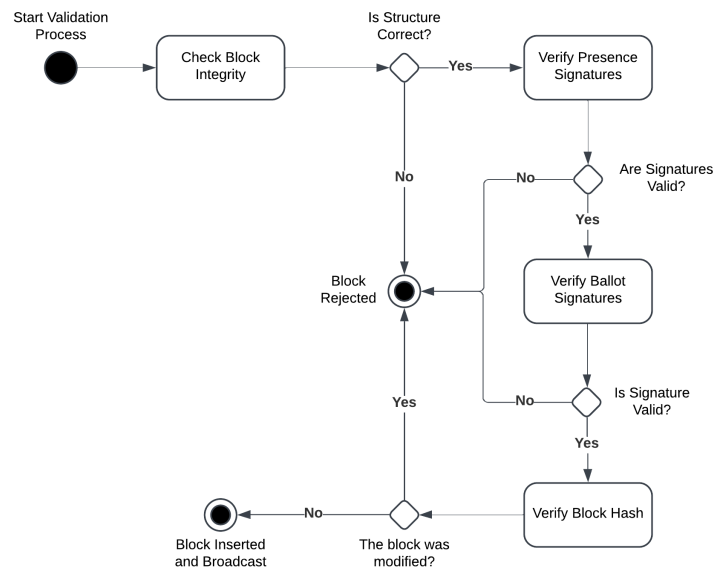 Start Validation
Process
Check Block
Integrity
Is Structure
Correct?
Yes
Verify Presence
Signatures
No
No
Are Signatures
Valid?
Yes
Block
Rejected
Verify Ballot
Signatures
Yes
No
Is Signature
Valid?
Yes
No
Verify Block Hash
Block Inserted
and Broadcast
The block was
modified?